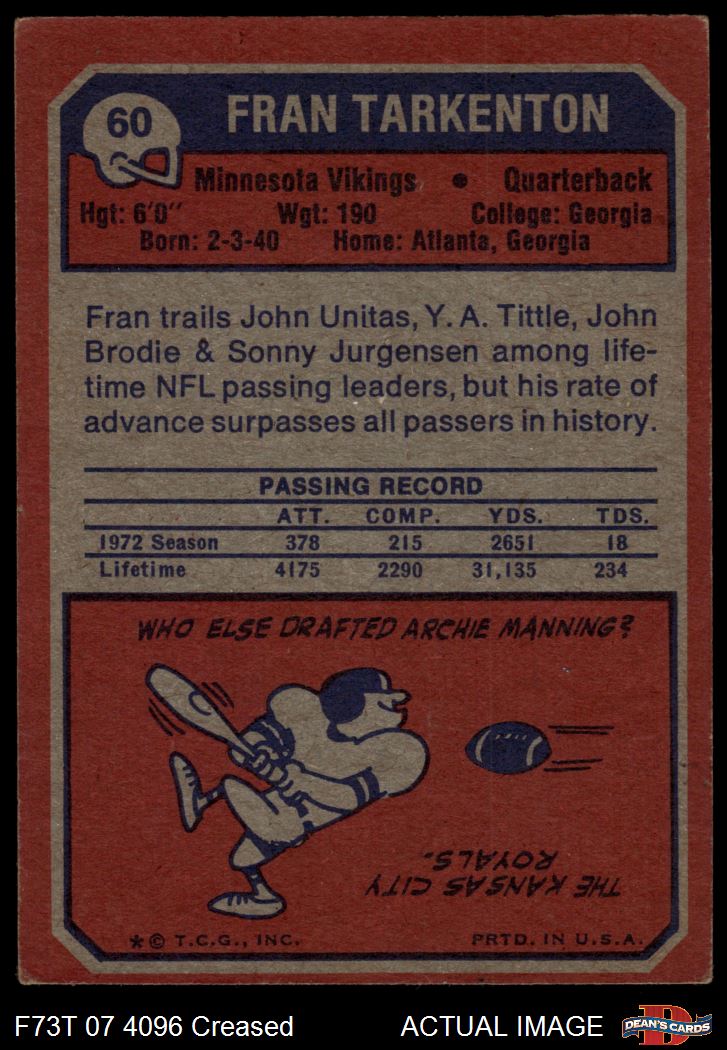 60
FRAN TARKENTON
Minnesota Vikings • Quarterback
Hgt: 6'0" Wgt: 190 College: Georgia
Born: 2-3-40 Home: Atlanta, Georgia
Fran trails John Unitas, Y. A. Tittle, John
Brodie & Sonny Jurgensen among life-
time NFL passing leaders, but his rate of
advance surpasses all passers in history.
PASSING RECORD
ATT. COMP. YDS. TDS.
1972 Season 378 215 2651 18
Lifetime 4175 2290 31,135 234
WHO ELSE DRAFTED ARCHIE MANNING?
THE KANSAS CITY
ROYALS.
* © T.C.G., INC. PRTD. IN U.S.A.
F73T 07 4096 Creased ACTUAL IMAGE
D
DEAN'S CARDS